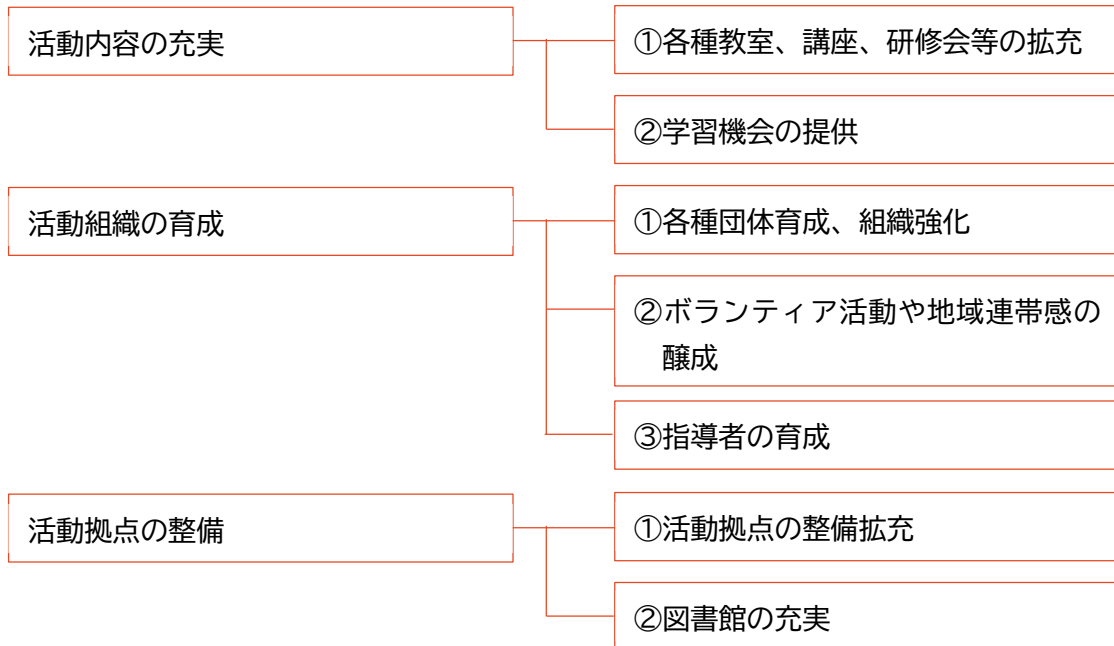 活動内容の充実
①各種教室、講座、研修会等の拡充
②学習機会の提供
活動組織の育成
①各種団体育成、組織強化
②ボランティア活動や地域連帯感の
醸成
③指導者の育成
活動拠点の整備
①活動拠点の整備拡充
②図書館の充実